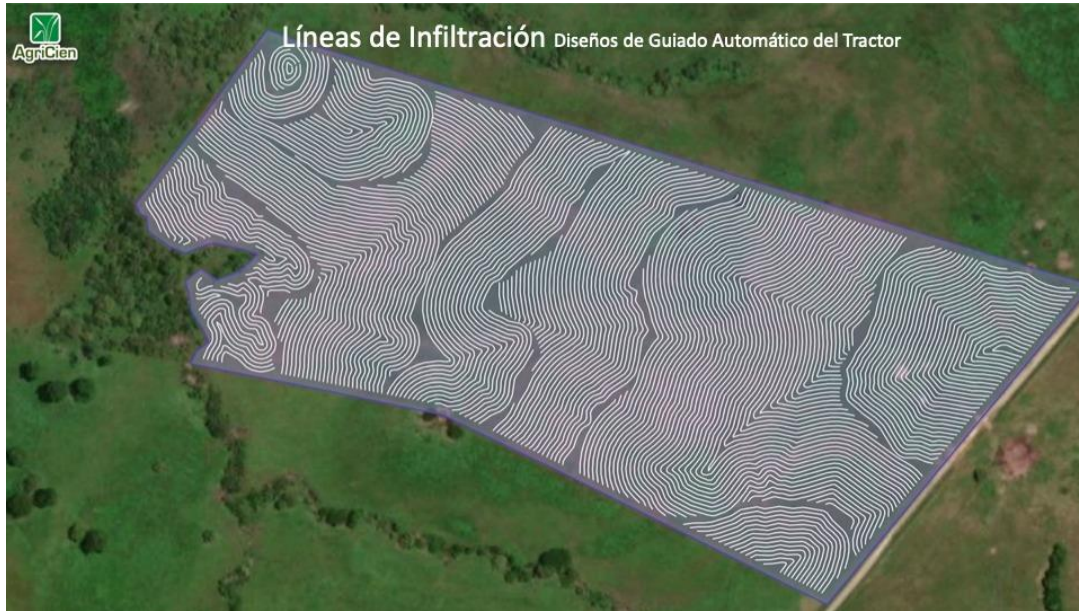 AgriCien
Líneas de Infiltración Diseños de Guiado Automático del Tractor